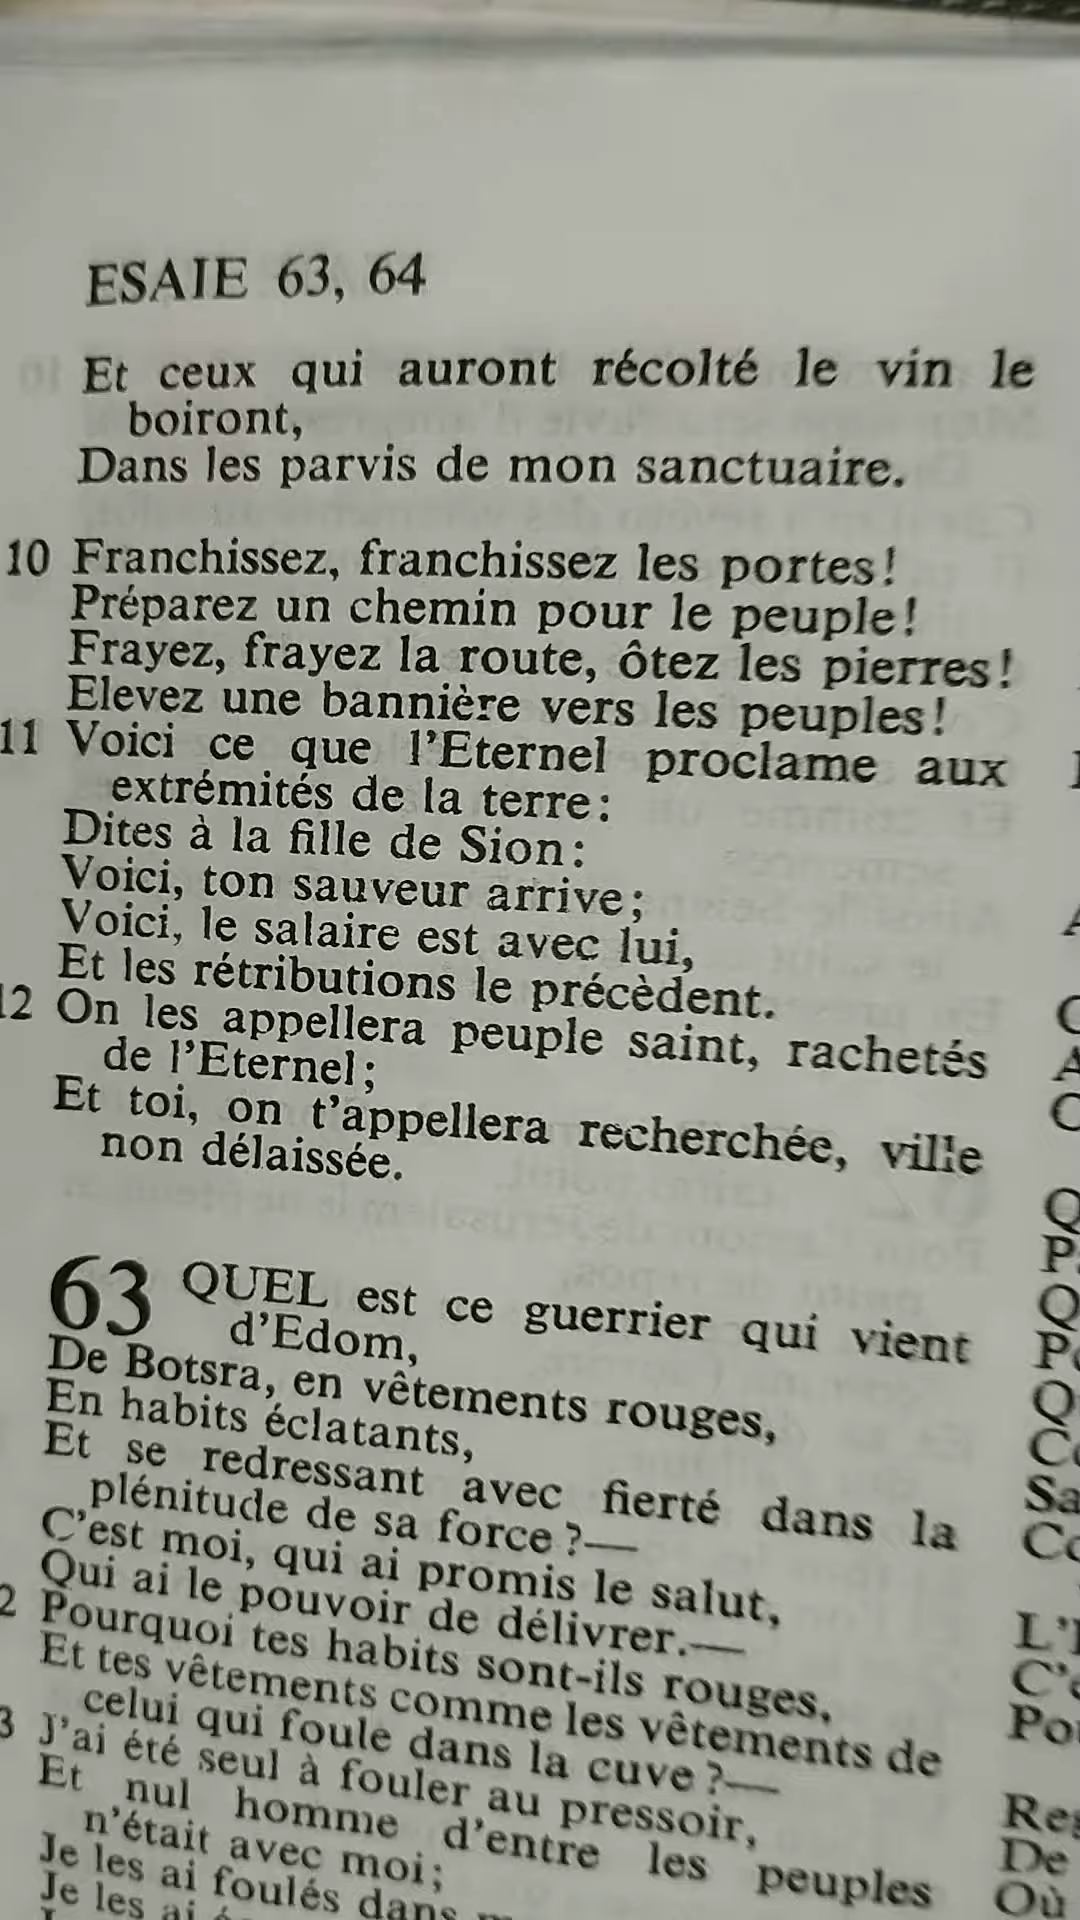 ESAIE 63, 64
Et ceux qui auront récolté le vin le
boiront,
Dans les parvis de mon sanctuaire.
10 Franchissez, franchissez les portes!
Préparez un chemin pour le peuple!
Frayez, frayez la route, ôtez les pierres!
Elevez une bannière vers les peuples!
11 Voici ce que l'Eternel proclame aux
extrémités de la terre:
Dites à la fille de Sion:
Voici, ton sauveur arrive;
Voici, le salaire est avec lui,
Et les rétributions le précèdent.
12 On les appellera peuple saint, rachetés
de l'Eternel;
Et toi, on t'appellera recherchée, ville
non délaissée.
63 QUEL est ce guerrier qui vient
d'Edom,
De Botsra, en vêtements rouges,
En habits éclatants,
Et se redressant avec fierté dans la
plénitude de sa force?—
C'est moi, qui ai promis le salut,
Qui ai le pouvoir de délivrer.—
2 Pourquoi tes habits sont-ils rouges,
Et tes vêtements comme les vêtements de
celui qui foule dans la cuve?—
3 J'ai été seul à fouler au pressoir,
Et nul homme d'entre les peuples
n'était avec moi;
Je les ai foulés dans
Je les ai
Q
Q
Q
Sa
L'
De
Où